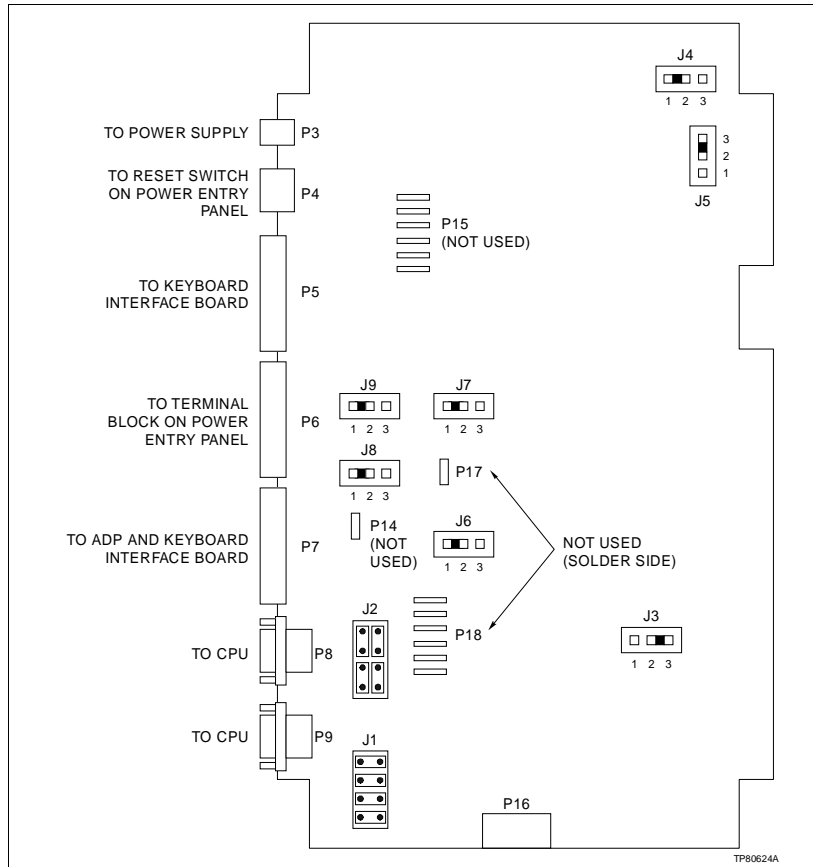 J4
1 2 3
3
2
1
J5
TO POWER SUPPLY
P3
TO RESET SWITCH
ON POWER ENTRY
PANEL
P4
P15
(NOT USED)
TO KEYBOARD
INTERFACE BOARD
P5
J9
1 2 3
J7
1 2 3
TO TERMINAL
BLOCK ON POWER
ENTRY PANEL
P6
J8
1 2 3
P17
P14
(NOT
USED)
J6
1 2 3
TO ADP AND KEYBOARD
INTERFACE BOARD
P7
NOT USED
(SOLDER SIDE)
J2
P18
J3
1 2 3
TO CPU
P8
TO CPU
P9
J1
P16
TP80624A